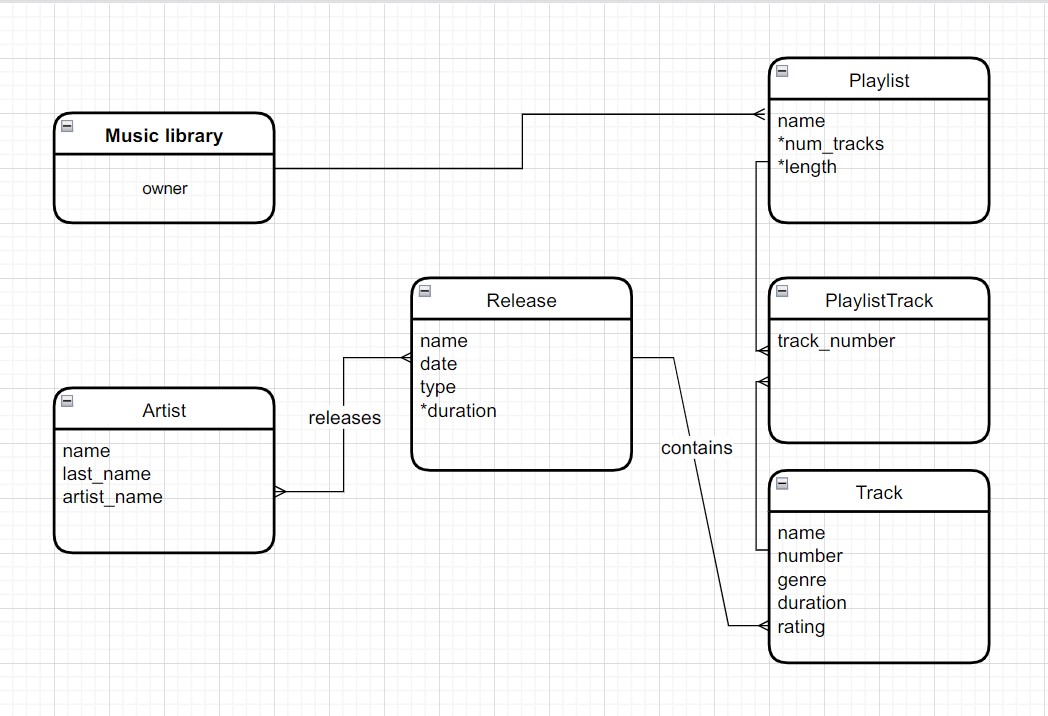 Playlist
name
*num_tracks
*length
Music library
owner
Release
name
date
type
*duration
PlaylistTrack
track_number
Artist
name
last_name
artist_name
releases
contains
Track
name
number
genre
duration
rating